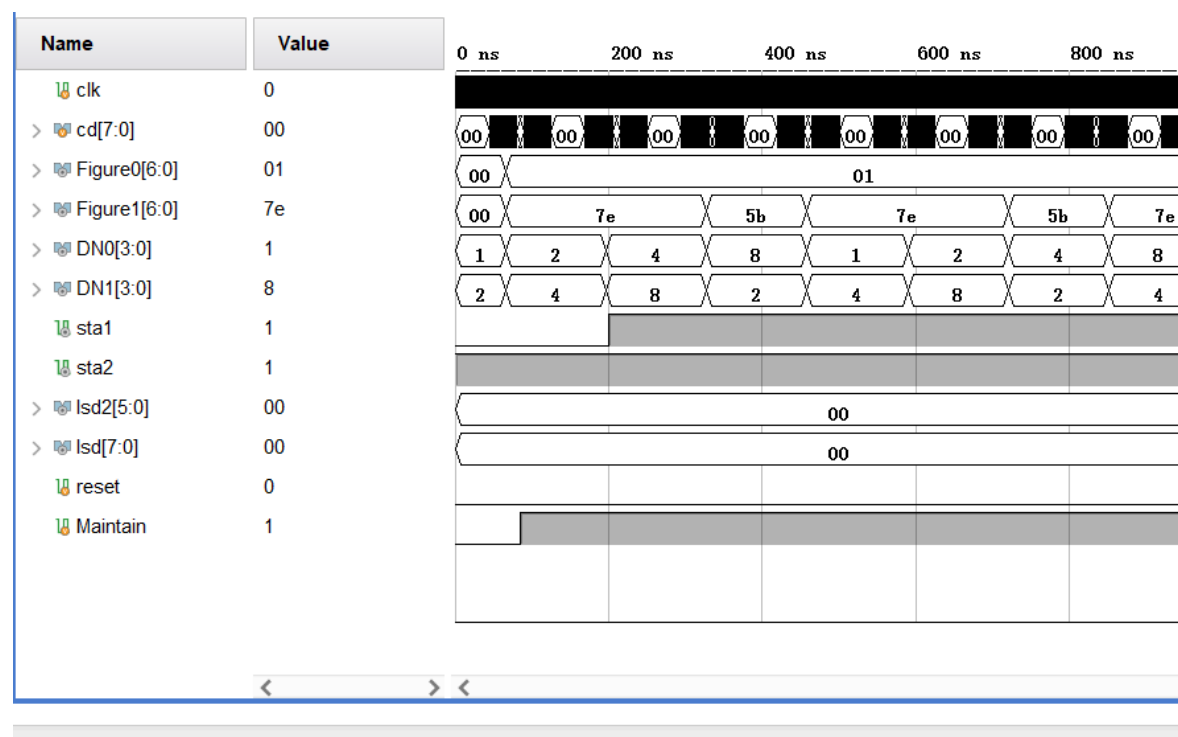 Name Value 0 ns 200 ns 400 ns 600 ns 800 ns
clk 0
cd[7:0] 00 00 00 00 00 00 00 00 00
Figure0[6:0] 01 00 01
Figure1[6:0] 7e 00 7e 5b 7e 5b 7e
DN0[3:0] 1 1 2 4 8 1 2 4 8
DN1[3:0] 8 2 4 8 2 4 8 2 4
sta1 1
sta2 1
lsd2[5:0] 00 00
lsd[7:0] 00 00
reset 0
Maintain 1